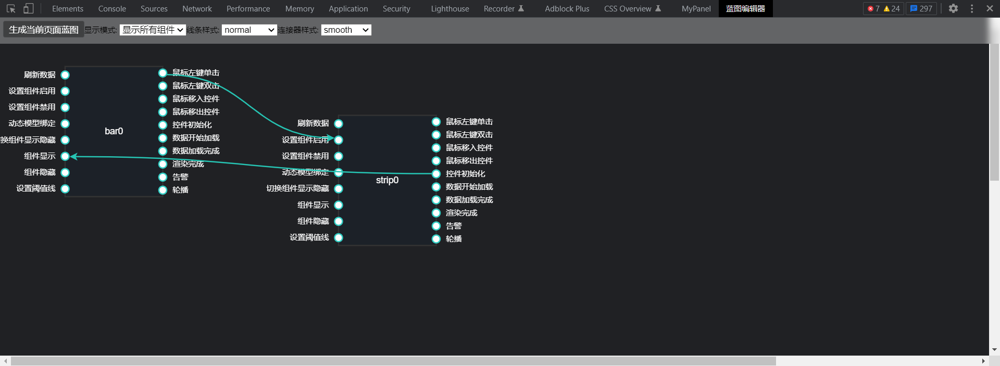 Elements Console Sources Network Performance Memory Application Security Lighthouse Recorder Adblock Plus CSS Overview MyPanel 蓝图编辑器 7 24 297
生成当前页面蓝图 显示模式: 显示所有组件 线条样式: normal 连接器样式: smooth
刷新数据
设置组件启用
设置组件禁用
动态模型绑定
换组件显示隐藏
组件显示
组件隐藏
设置阈值线
bar0
鼠标左键单击
鼠标左键双击
鼠标移入控件
鼠标移出控件
控件初始化
数据开始加载
数据加载完成
渲染完成
告警
轮播
刷新数据
设置组件启用
设置组件禁用
动态模型绑定
切换组件显示隐藏
组件显示
组件隐藏
设置阈值线
strip0
鼠标左键单击
鼠标左键双击
鼠标移入控件
鼠标移出控件
控件初始化
数据开始加载
数据加载完成
渲染完成
告警
轮播